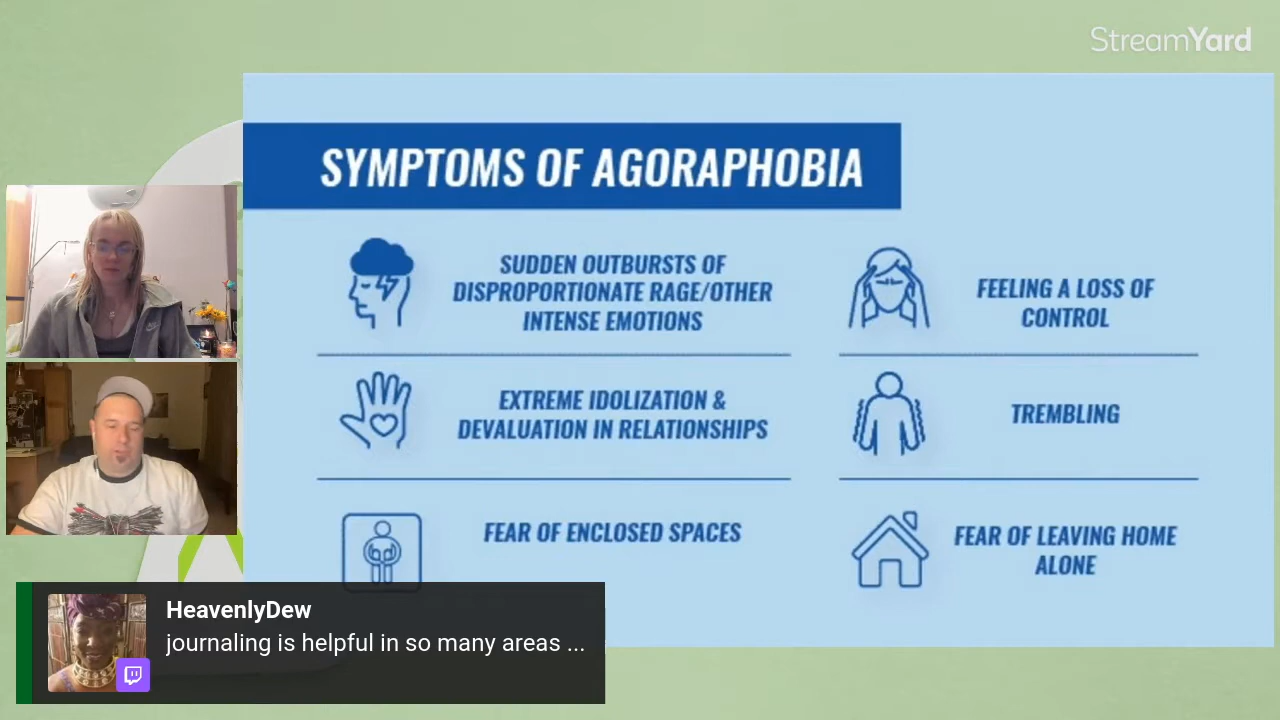 StreamYard
SYMPTOMS OF AGORAPHOBIA
SUDDEN OUTBURSTS OF
DISPROPORTIONATE RAGE/OTHER
INTENSE EMOTIONS
FEELING A LOSS OF
CONTROL
EXTREME IDOLIZATION &
DEVALUATION IN RELATIONSHIPS
TREMBLING
FEAR OF ENCLOSED SPACES
FEAR OF LEAVING HOME
ALONE
HeavenlyDew
journaling is helpful in so many areas ...